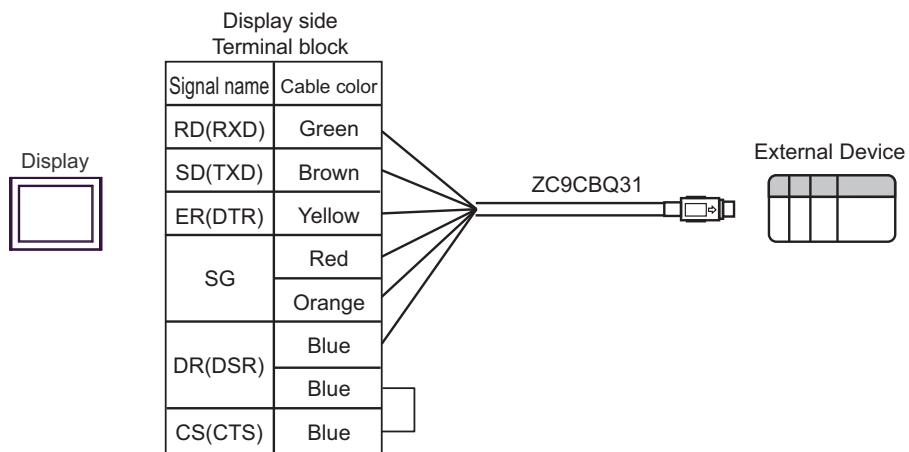 Display side
Terminal block
Signal name Cable color
RD(RXD) Green
SD(TXD) Brown
ER(DTR) Yellow
SG Red
Orange
DR(DSR) Blue
Blue
CS(CTS) Blue
Display
ZC9CBQ31
External Device